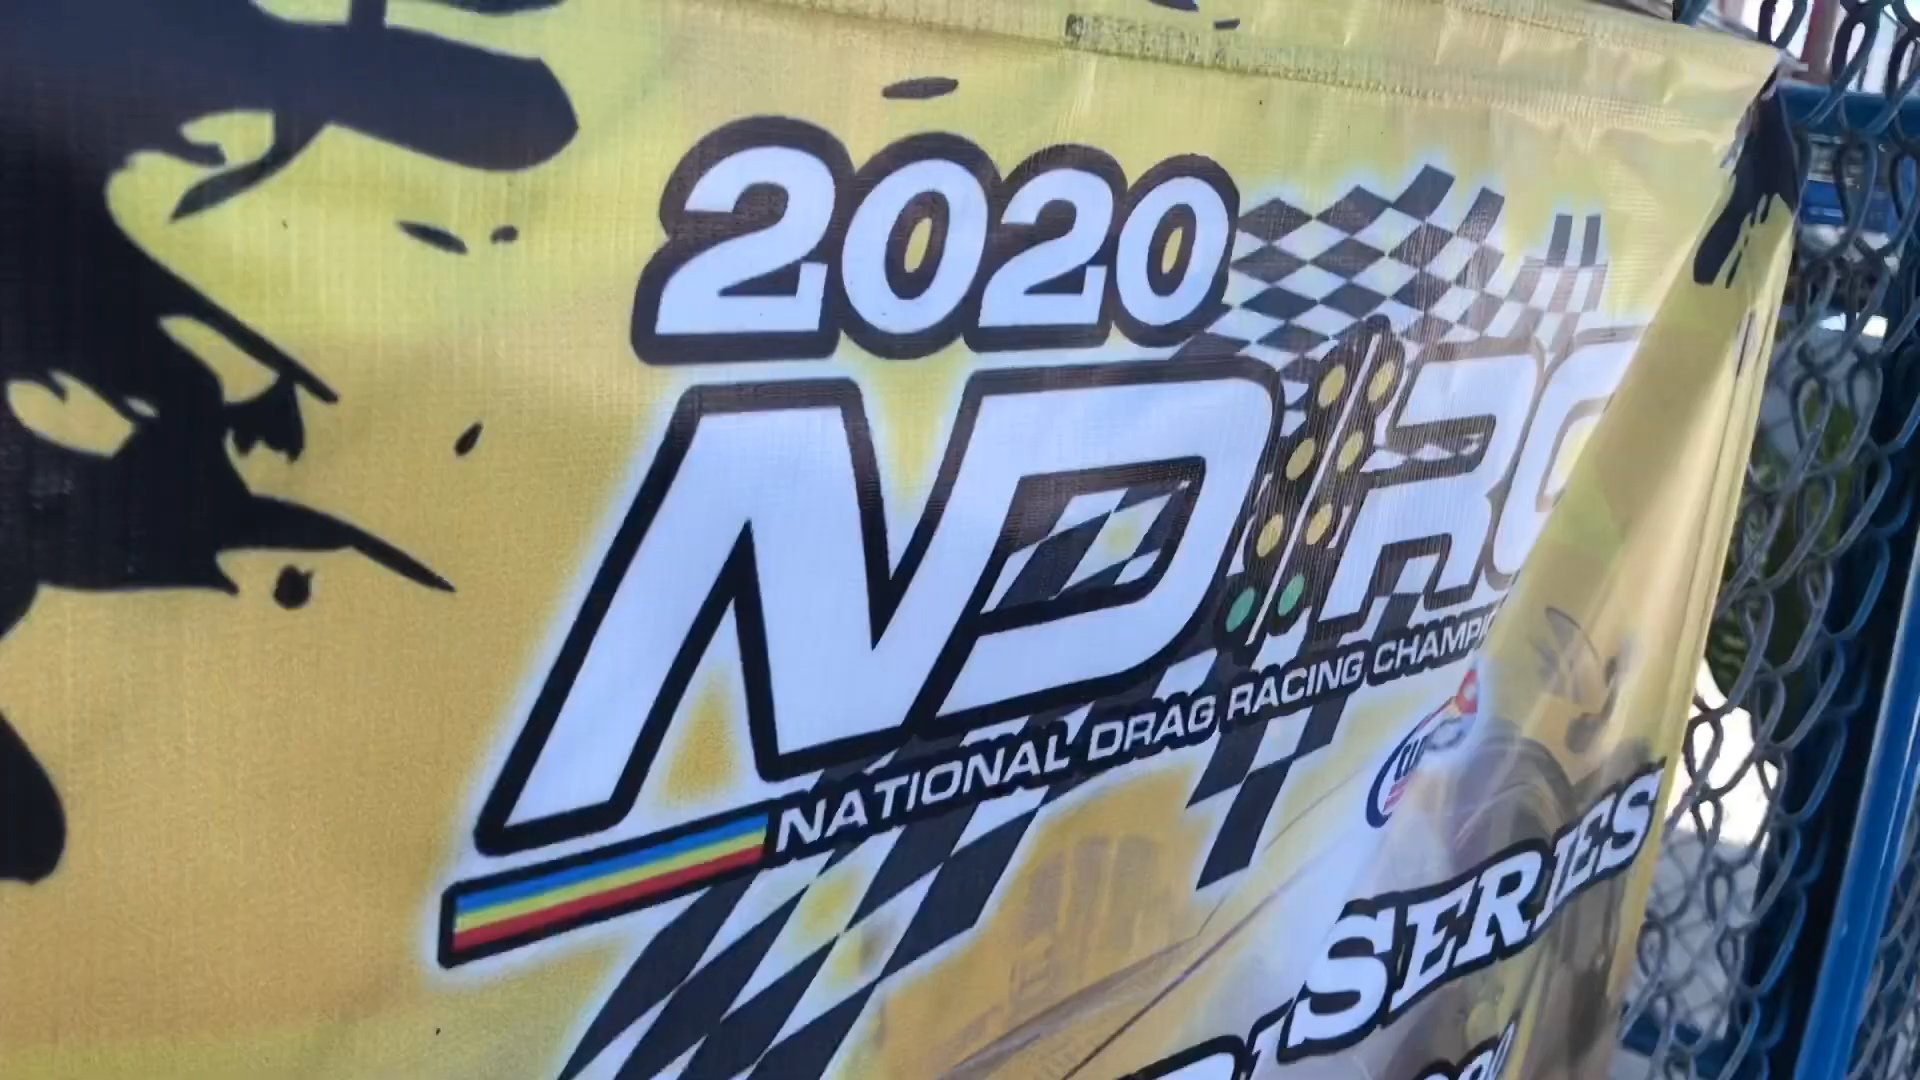 2020
NDRC
NATIONAL DRAG RACING
SERIES